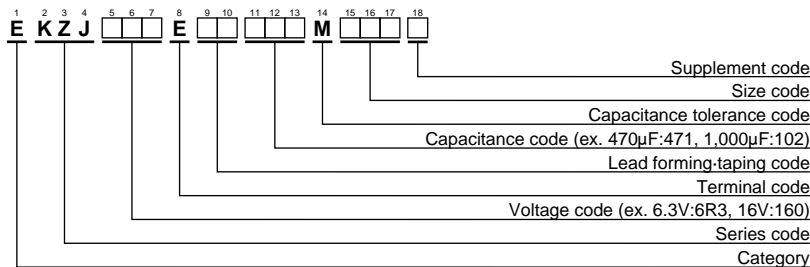 1 2 3 4 5 6 7 8 9 10 11 12 13 14 15 16 17 18
E K Z J E M
Supplement code
Size code
Capacitance tolerance code
Capacitance code (ex. 470μF:471, 1,000μF:102)
Lead forming·taping code
Terminal code
Voltage code (ex. 6.3V:6R3, 16V:160)
Series code
Category